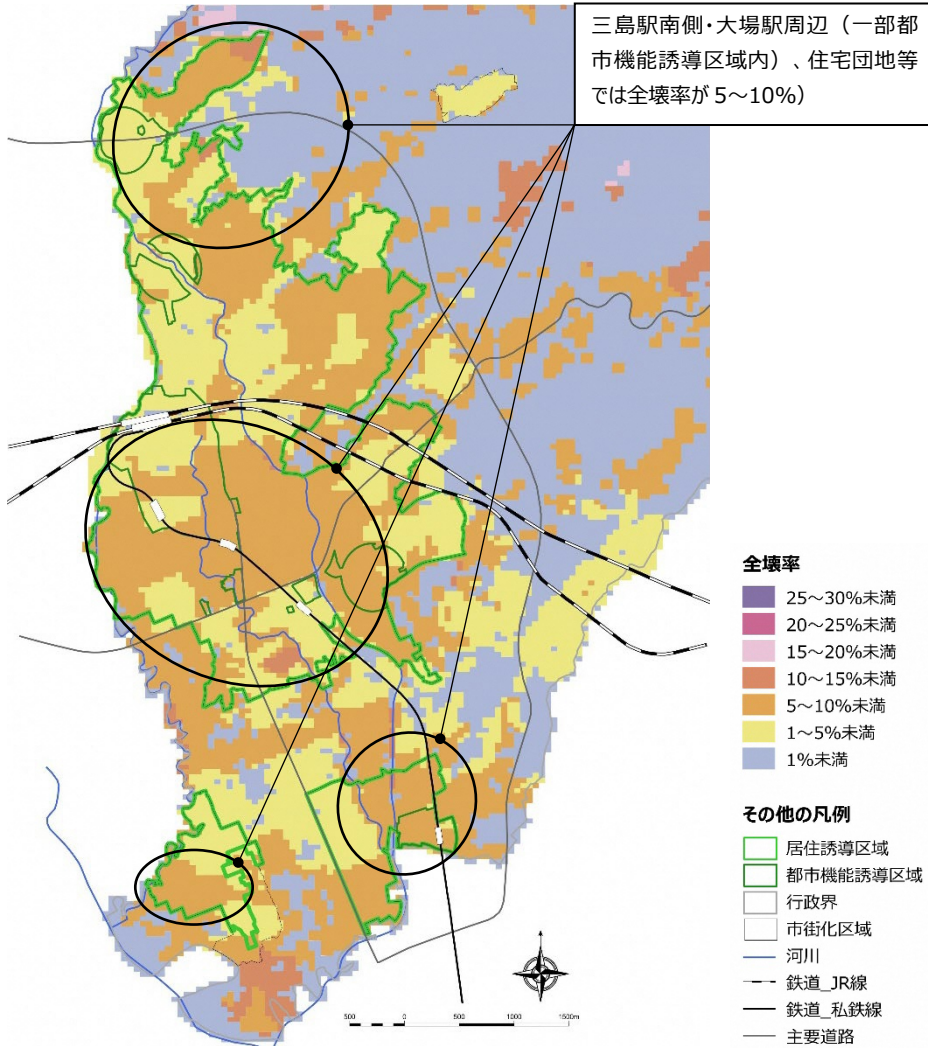 三島駅南側・大場駅周辺（一部都
市機能誘導区域内）、住宅団地等
では全壊率が5～10%）
全壊率
25～30%未満
20～25%未満
15～20%未満
10～15%未満
5～10%未満
1～5%未満
1%未満
その他の凡例
居住誘導区域
都市機能誘導区域
行政界
市街化区域
河川
鉄道_JR線
鉄道_私鉄線
主要道路
500 0 500 1000 1500m